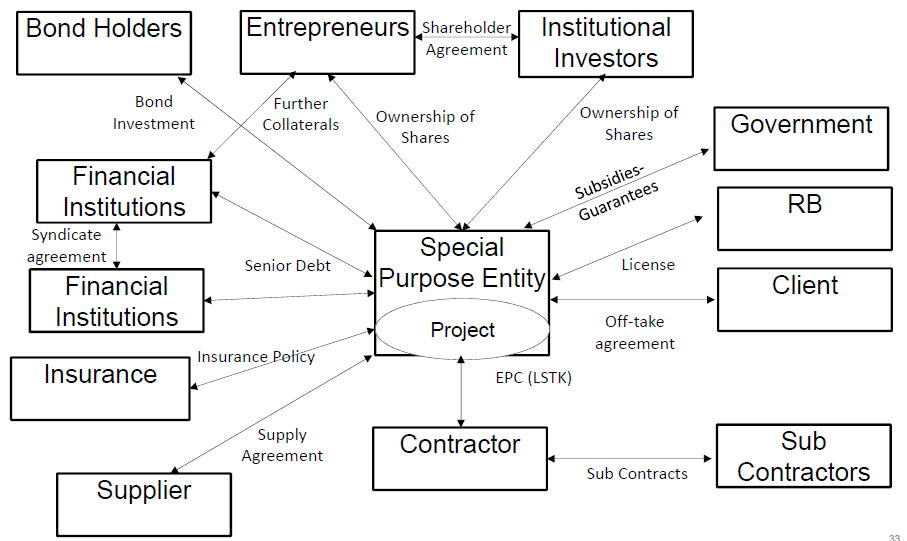 Bond Holders
Entrepreneurs
Shareholder
Agreement
Institutional
Investors
Bond
Investment
Further
Collaterals
Ownership of
Shares
Ownership of
Shares
Government
Subsidies-
Guarantees
Financial
Institutions
RB
Syndicate
agreement
Senior Debt
Special
Purpose Entity
License
Financial
Institutions
Client
Project
Off-take
agreement
Insurance Policy
Insurance
EPC (LSTK)
Supply
Agreement
Contractor
Sub Contracts
Sub
Contractors
Supplier
33